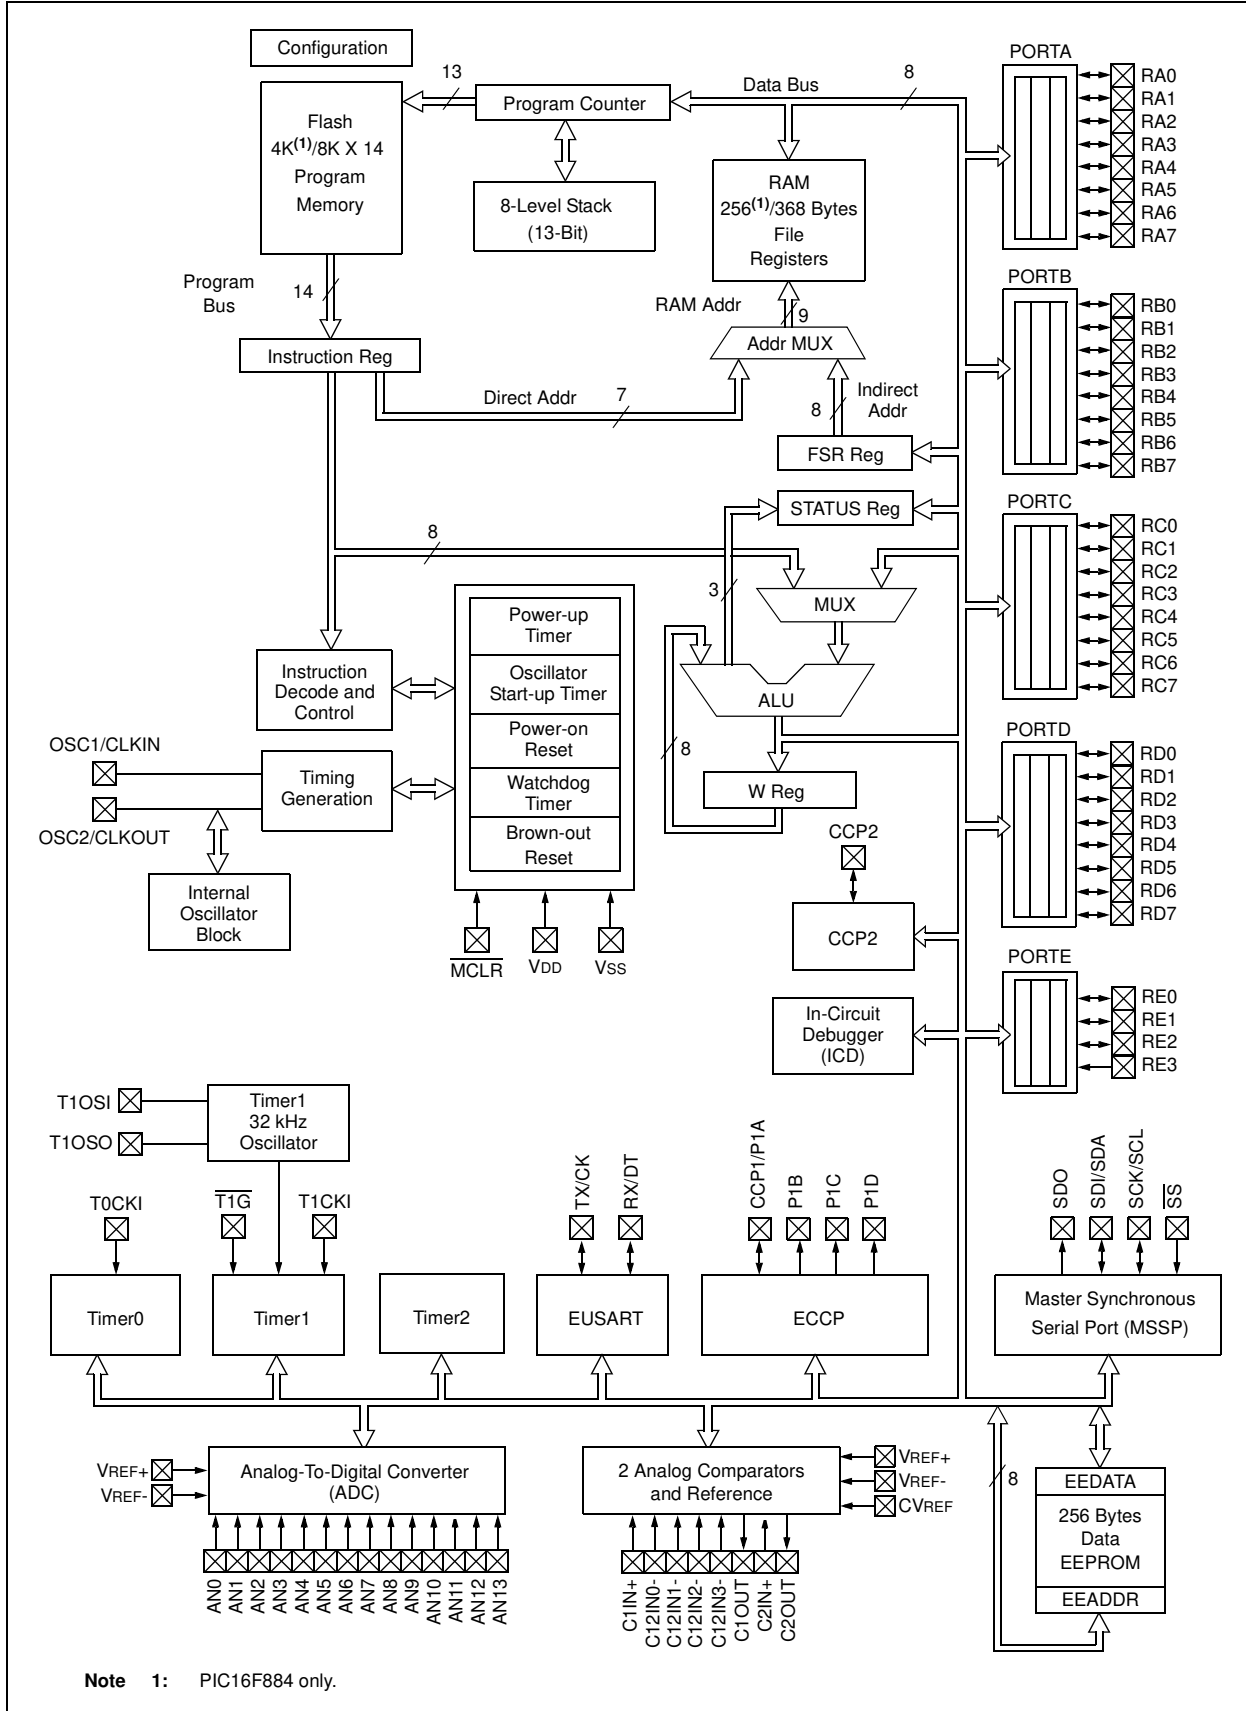 Configuration
Flash
4K(1)/8K X 14
Program
Memory
13
Program Counter
8-Level Stack
(13-Bit)
Data Bus
8
RAM
256(1)/368 Bytes
File
Registers
Program
Bus
14
Instruction Reg
RAM Addr
9
Addr MUX
Direct Addr
7
8
Indirect
Addr
FSR Reg
STATUS Reg
8
3
MUX
ALU
8
W Reg
Power-up
Timer
Oscillator
Start-up Timer
Power-on
Reset
Watchdog
Timer
Brown-out
Reset
Instruction
Decode and
Control
OSC1/CLKIN
OSC2/CLKOUT
Timing
Generation
Internal
Oscillator
Block
MCLR
VDD
VSS
CCP2
CCP2
In-Circuit
Debugger
(ICD)
PORTA
RA0
RA1
RA2
RA3
RA4
RA5
RA6
RA7
PORTB
RB0
RB1
RB2
RB3
RB4
RB5
RB6
RB7
PORTC
RC0
RC1
RC2
RC3
RC4
RC5
RC6
RC7
PORTD
RD0
RD1
RD2
RD3
RD4
RD5
RD6
RD7
PORTE
RE0
RE1
RE2
RE3
T1OSI
T1OSO
Timer1
32 kHz
Oscillator
T0CKI
T1G
T1CKI
TX/CK
RX/DT
CCP1/P1A
P1B
P1C
P1D
SDO
SDI/SDA
SCK/SCL
SS
Timer0
Timer1
Timer2
EUSART
ECCP
Master Synchronous
Serial Port (MSSP)
VREF+
VREF-
Analog-To-Digital Converter
(ADC)
AN0
AN1
AN2
AN3
AN4
AN5
AN6
AN7
AN8
AN9
AN10
AN11
AN12
AN13
2 Analog Comparators
and Reference
VREF+
VREF-
CVREF
C1IN+
C12IN0-
C12IN1-
C12IN2-
C12IN3-
C1OUT
C2IN+
C2OUT
8
EEDATA
256 Bytes
Data
EEPROM
EEADDR
Note 1: PIC16F884 only.